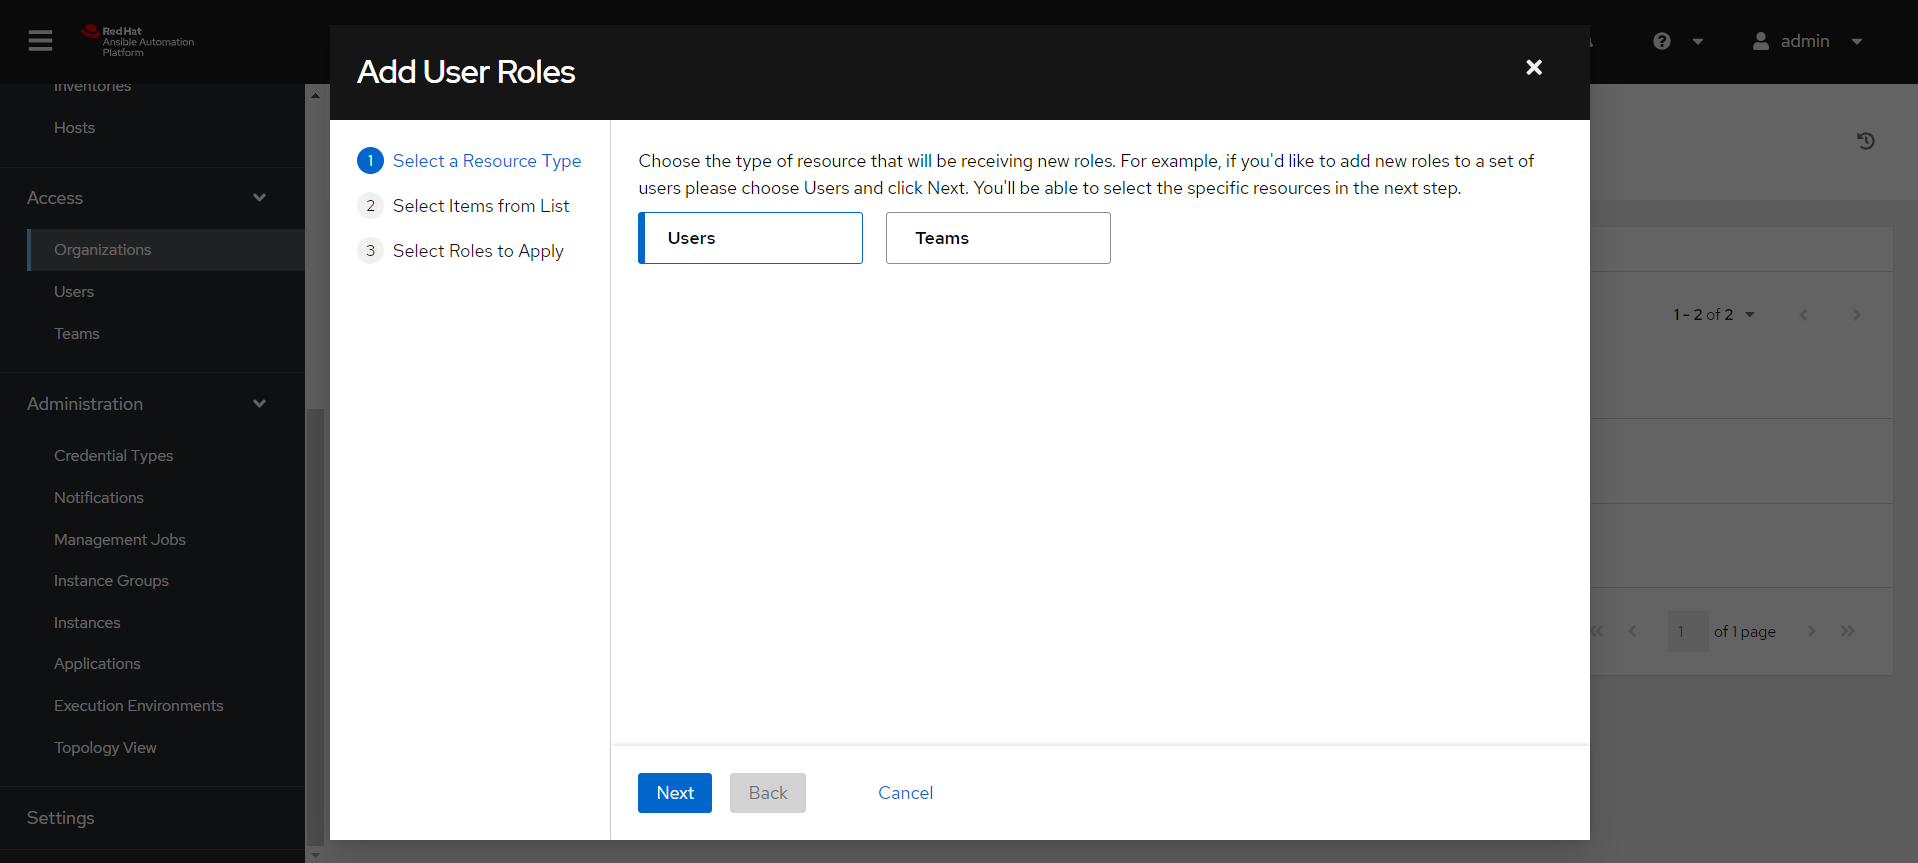 Red Hat
Ansible Automation
Platform
admin
Inventories
Hosts
Access
Organizations
Users
Teams
Administration
Credential Types
Notifications
Management Jobs
Instance Groups
Instances
Applications
Execution Environments
Topology View
Settings
Add User Roles
1 Select a Resource Type
2 Select Items from List
3 Select Roles to Apply
Choose the type of resource that will be receiving new roles. For example, if you'd like to add new roles to a set of
users please choose Users and click Next. You'll be able to select the specific resources in the next step.
Users Teams
Next Back Cancel
1 - 2 of 2
1 of 1 page